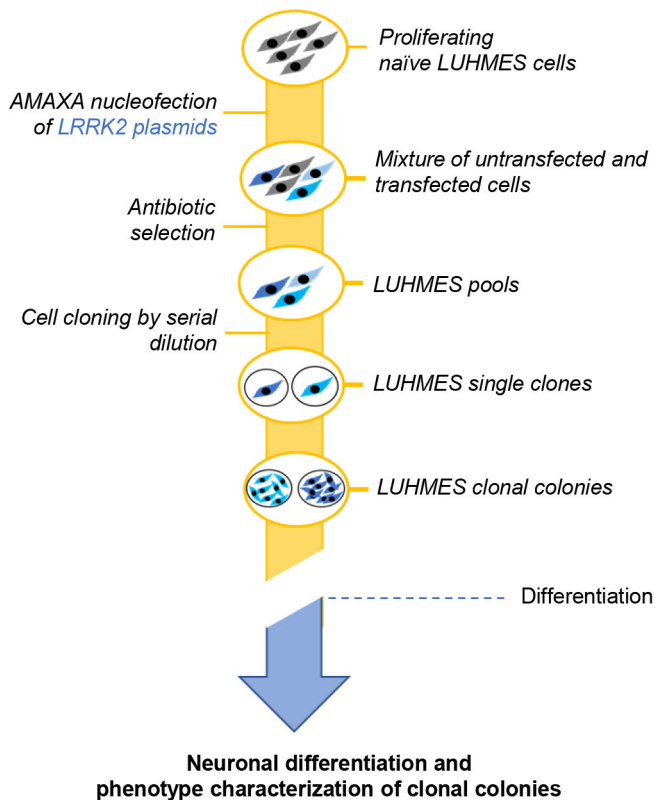 Proliferating
naïve LUHMES cells
AMAXA nucleofection
of LRRK2 plasmids
Mixture of untransfected and
transfected cells
Antibiotic
selection
LUHMES pools
Cell cloning by serial
dilution
LUHMES single clones
LUHMES clonal colonies
Differentiation
Neuronal differentiation and
phenotype characterization of clonal colonies